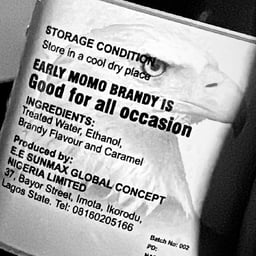 STORAGE CONDITION
Store in a cool dry place
EARLY MOMO BRANDY IS
Good for all occasion
INGREDIENTS:
Treated Water, Ethanol,
Brandy Flavour and Caramel
Produced by:
E.E SUNMAX GLOBAL CONCEPT
NIGERIA LIMITED
37, Bayor Street, Imota, Ikorodu,
Lagos State. Tel: 08160205166
Batch No: 002
PD: